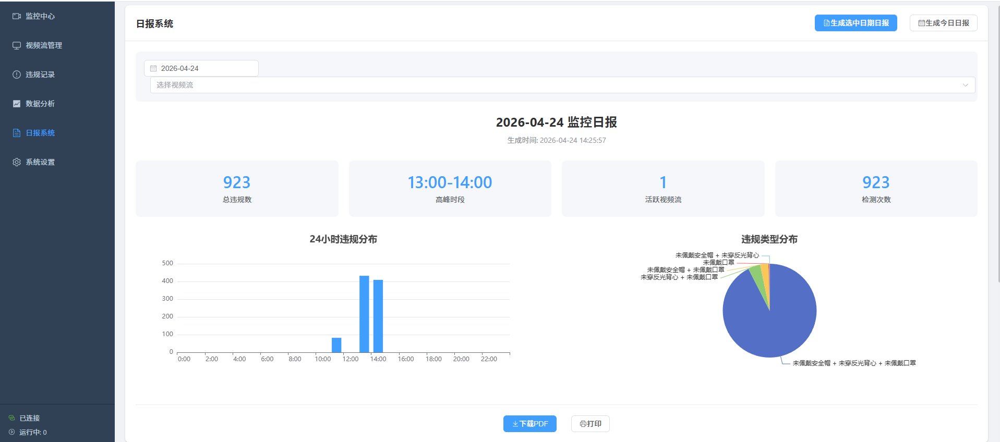 监控中心
视频流管理
违规记录
数据分析
日报系统
系统设置
已连接
运行中: 0
日报系统
生成选中日期日报
生成今日日报
2026-04-24
选择视频流
2026-04-24 监控日报
生成时间: 2026-04-24 14:25:57
923
总违规数
13:00-14:00
高峰时段
1
活跃视频流
923
检测次数
24小时违规分布
500
400
300
200
100
0
0:00 2:00 4:00 6:00 8:00 10:00 12:00 14:00 16:00 18:00 20:00 22:00
违规类型分布
未佩戴安全帽 + 未穿反光背心
未佩戴口罩
未佩戴安全帽 + 未佩戴口罩
未穿反光背心 + 未佩戴口罩
未佩戴安全帽 + 未穿反光背心 + 未佩戴口罩
下载PDF
打印